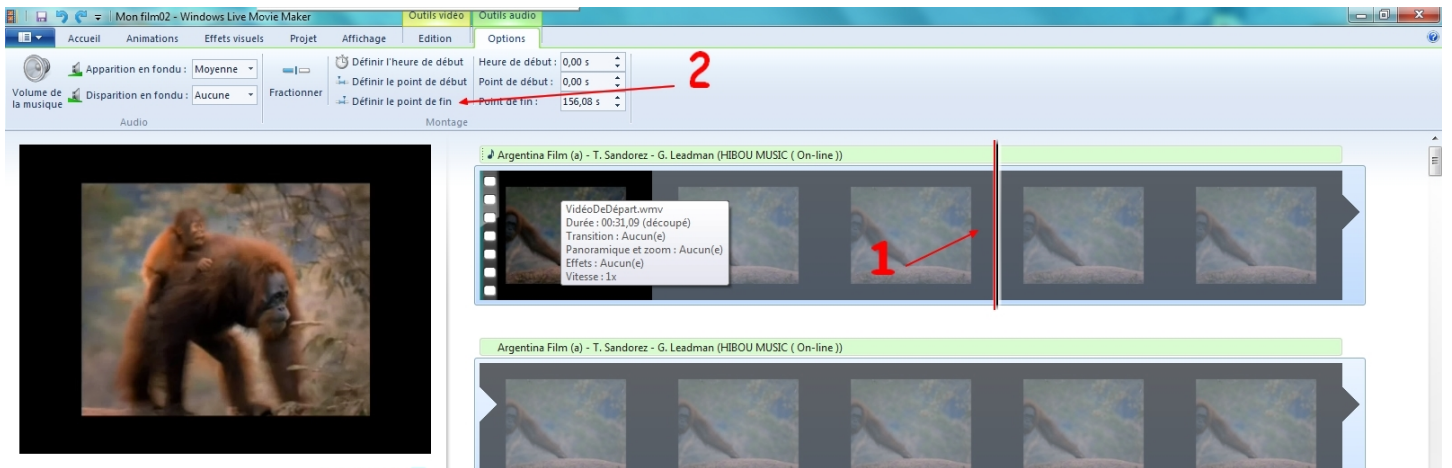 Mon film02 - Windows Live Movie Maker
Outils vidéo
Outils audio
Accueil
Animations
Effets visuels
Projet
Affichage
Edition
Options
Volume de la musique
Apparition en fondu : Moyenne
Disparition en fondu : Aucune
Audio
Fractionner
Définir l'heure de début
Définir le point de début
Définir le point de fin
Heure de début : 0,00 s
Point de début : 0,00 s
Point de fin : 156,08 s
Montage
2
Argentina Film (a) - T. Sandorez - G. Leadman (HIBOU MUSIC ( On-line ))
VidéoDeDépart.wmv
Durée : 00:31,09 (découpé)
Transition : Aucun(e)
Panoramique et zoom : Aucun(e)
Effets : Aucun(e)
Vitesse : 1x
1
Argentina Film (a) - T. Sandorez - G. Leadman (HIBOU MUSIC ( On-line ))